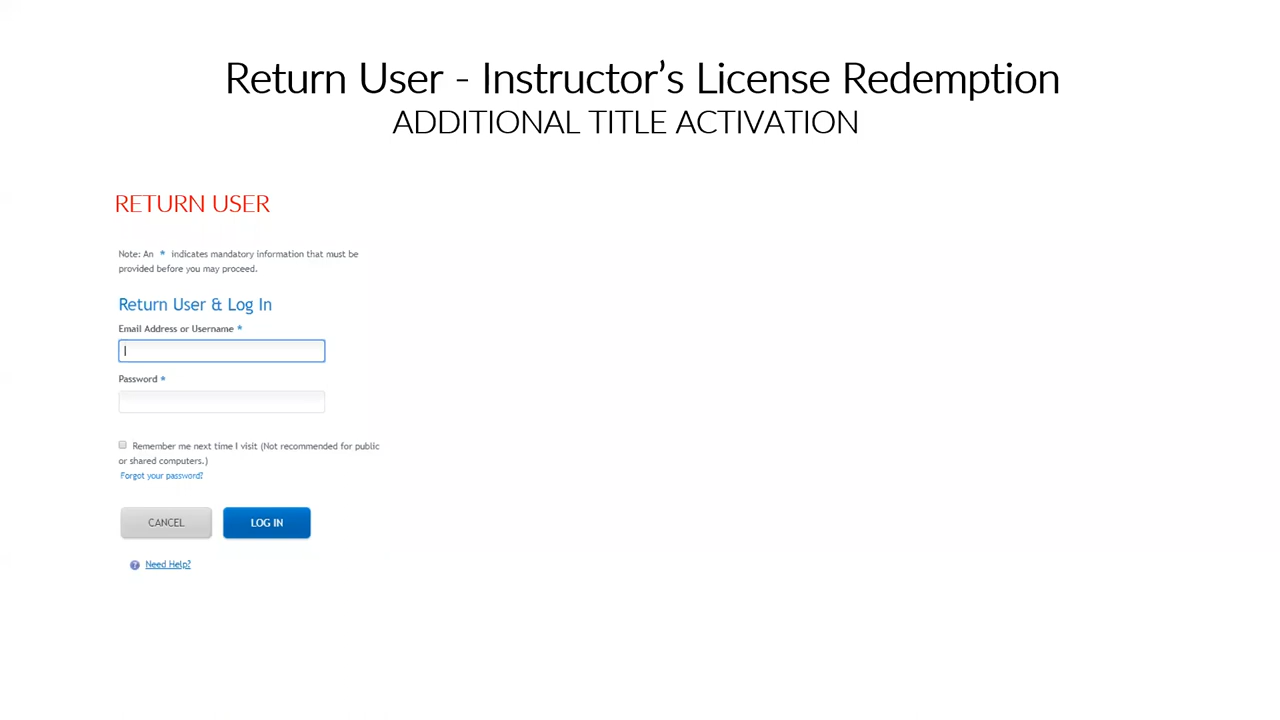 Return User - Instructor’s License Redemption
ADDITIONAL TITLE ACTIVATION
RETURN USER
Note: An * indicates mandatory information that must be
provided before you may proceed.
Return User & Log In
Email Address or Username *
Password *
Remember me next time I visit (Not recommended for public
or shared computers.)
Forgot your password?
CANCEL LOG IN
? Need Help?